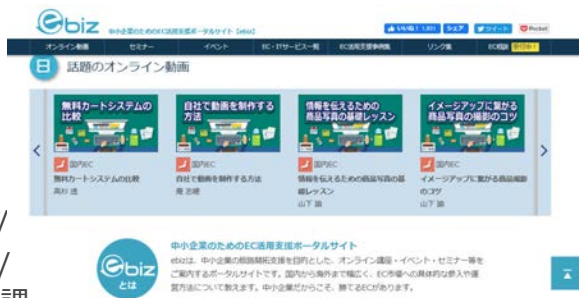 ebiz 中小企業のためのEC活用支援ポータルサイト【ebiz】
いいね! 1,031 シェア ツイート Pocket
オンライン動画 セミナー イベント EC・ITサービス一覧 EC活用支援事例集 リンク集 EC相談 受付中!
話題のオンライン動画
無料カートシステムの
比較
国内EC
無料カートシステムの比較
高杉 透
自社で動画を制作する
方法
国内EC
自社で動画を制作する方法
庵 志穂
情報を伝えるための
商品写真の基礎レッスン
国内EC
情報を伝えるための商品写真の基
礎レッスン
山下 諭
イメージアップに繋がる
商品写真の撮影のコツ
国内EC
イメージアップに繋がる商品撮影
のコツ
山下 諭
/
/
調
ebiz
とは
中小企業のためのEC活用支援ポータルサイト
ebizは、中小企業の販路開拓支援を目的とした、オンライン講座・イベント・セミナー等を
ご案内するポータルサイトです。国内から海外まで幅広く、EC市場への具体的な参入や運
営方法について教えます。中小企業だからこそ、勝てるECがあります。